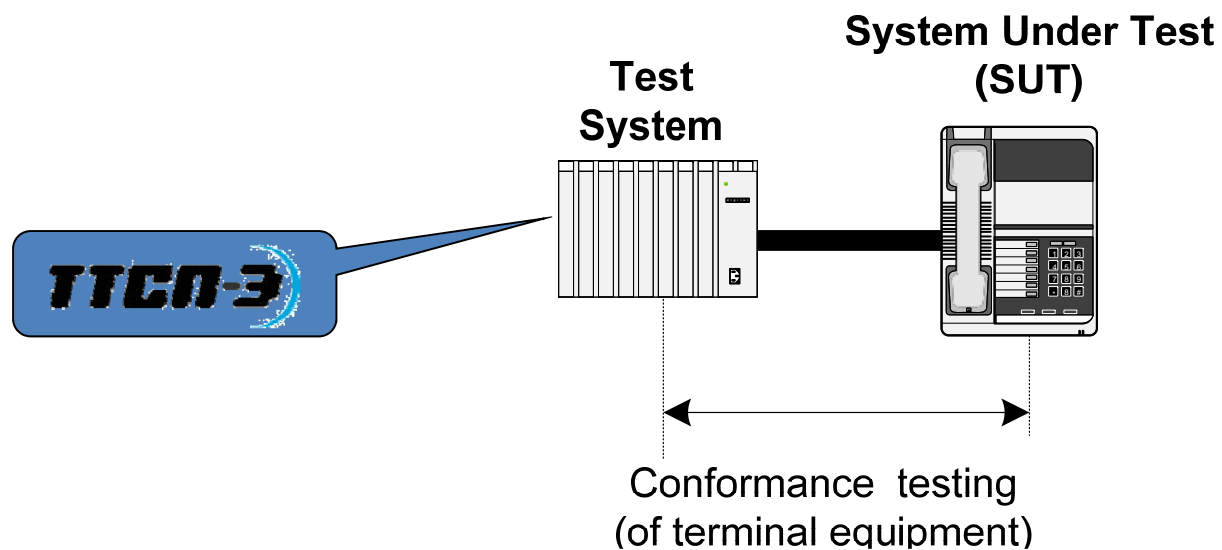 System Under Test
(SUT)
Test
System
TTCN-3
Conformance testing
(of terminal equipment)